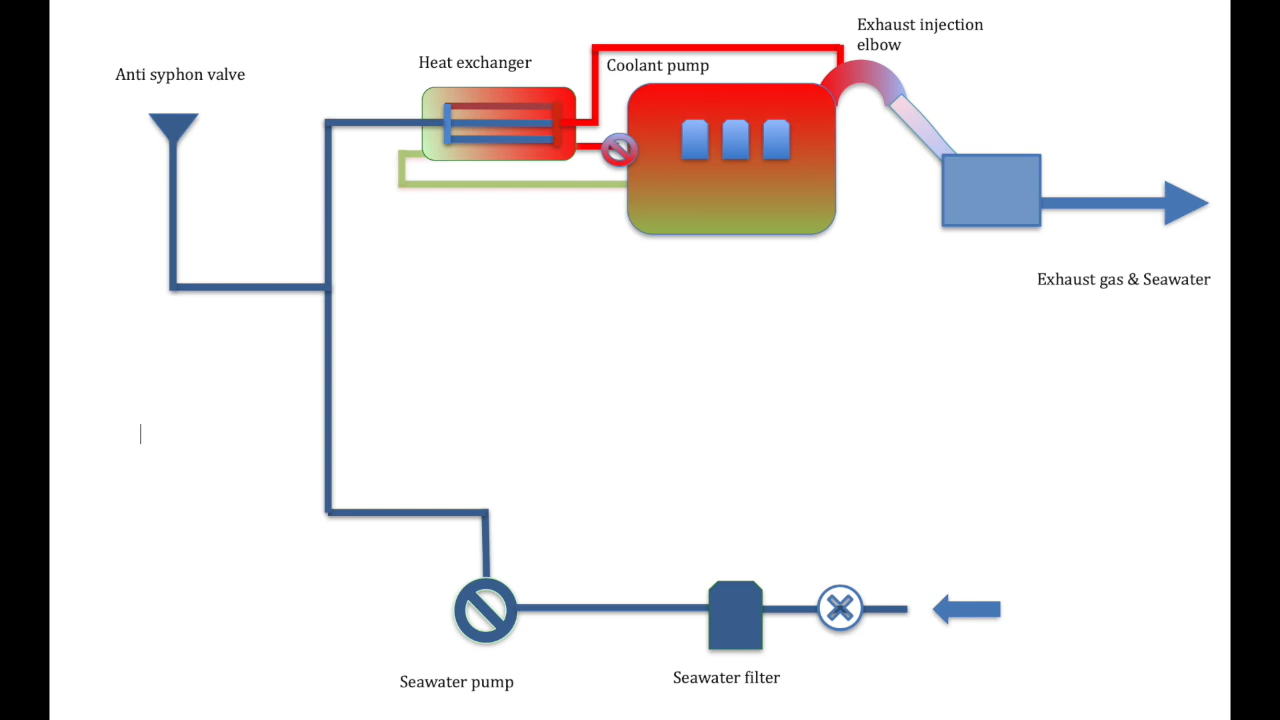 Exhaust injection
elbow
Heat exchanger
Coolant pump
Anti syphon valve
Exhaust gas & Seawater
Seawater pump
Seawater filter